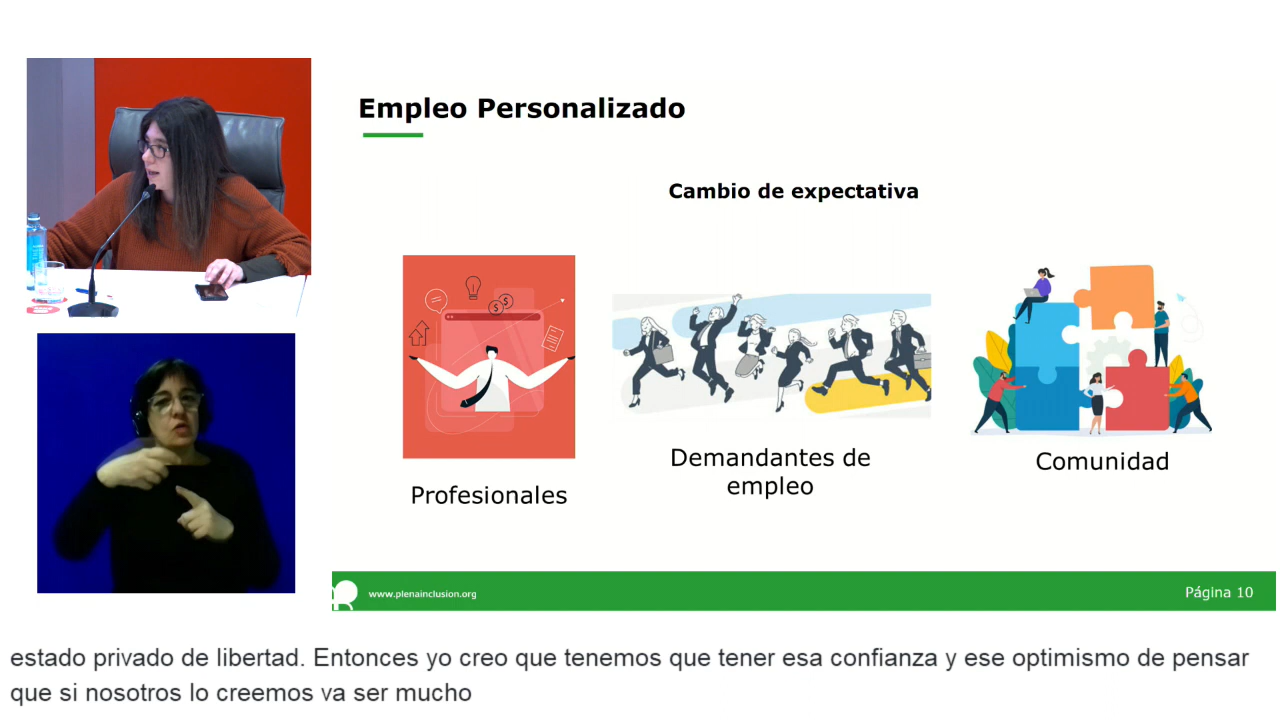 Empleo Personalizado
Cambio de expectativa
Profesionales
Demandantes de
empleo
Comunidad
www.plenainclusion.org
Página 10
estado privado de libertad. Entonces yo creo que tenemos que tener esa confianza y ese optimismo de pensar
que si nosotros lo creemos va ser mucho